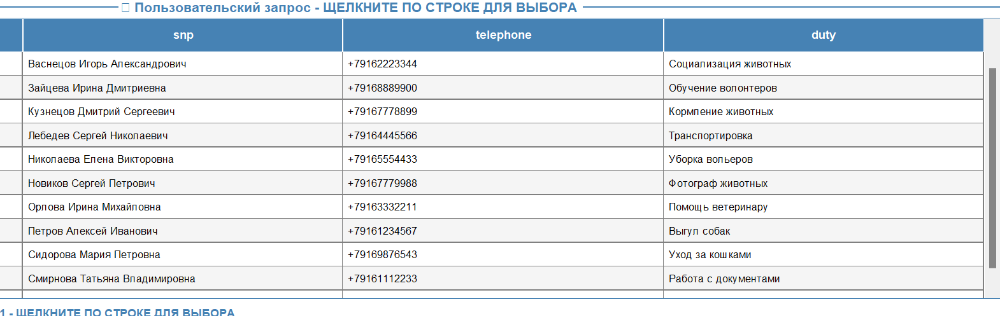 Пользовательский запрос - ЩЕЛКНИТЕ ПО СТРОКЕ ДЛЯ ВЫБОРА
snp telephone duty
Васнецов Игорь Александрович +79162223344 Социализация животных
Зайцева Ирина Дмитриевна +79168889900 Обучение волонтеров
Кузнецов Дмитрий Сергеевич +79167778899 Кормление животных
Лебедев Сергей Николаевич +79164445566 Транспортировка
Николаева Елена Викторовна +79165554433 Уборка вольеров
Новиков Сергей Петрович +79167779988 Фотограф животных
Орлова Ирина Михайловна +79163332211 Помощь ветеринару
Петров Алексей Иванович +79161234567 Выгул собак
Сидорова Мария Петровна +79169876543 Уход за кошками
Смирнова Татьяна Владимировна +79161112233 Работа с документами
1 - ЩЕЛКНИТЕ ПО СТРОКЕ ДЛЯ ВЫБОРА